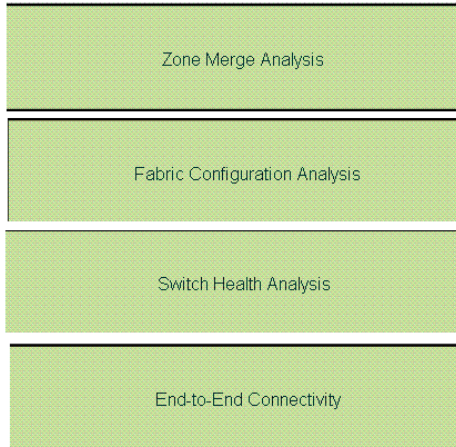 Zone Merge Analysis
Fabric Configuration Analysis
Switch Health Analysis
End-to-End Connectivity